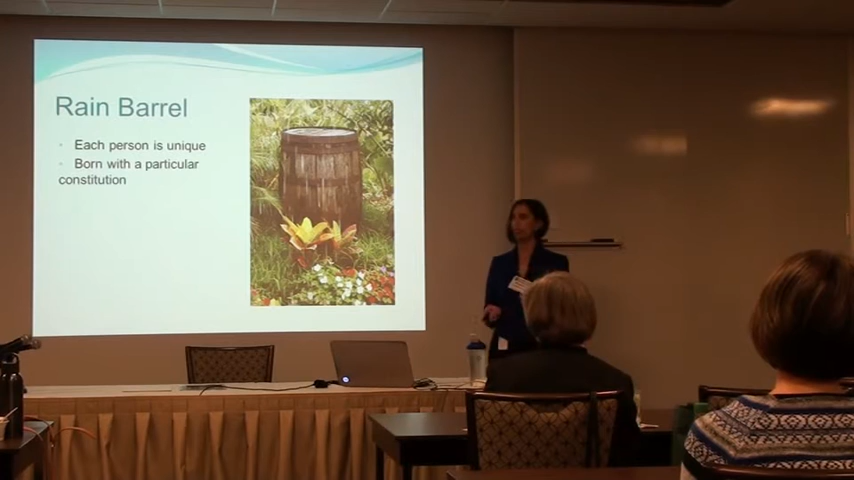 Rain Barrel
Each person is unique
Born with a particular
constitution